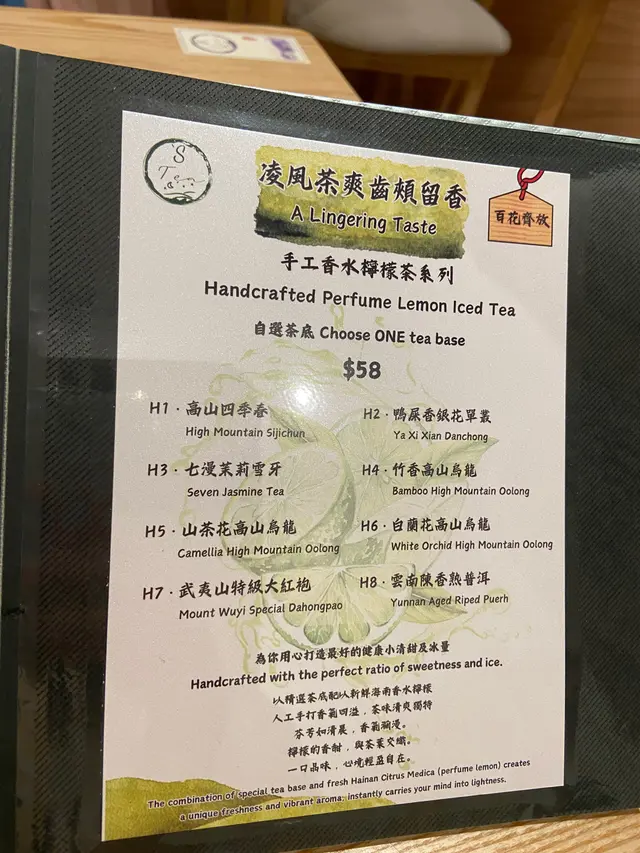 S
Tea
凌風茶爽齒頰留香
A Lingering Taste
百花齊放
手工香水檸檬茶系列
Handcrafted Perfume Lemon Iced Tea
自選茶底 Choose ONE tea base
$58
H1 · 高山四季春
High Mountain Sijichun
H2 · 鴨屎香銀花單叢
Ya Xi Xian Danchong
H3 · 七漫茉莉雪牙
Seven Jasmine Tea
H4 · 竹香高山烏龍
Bamboo High Mountain Oolong
H5 · 山茶花高山烏龍
Camellia High Mountain Oolong
H6 · 白蘭花高山烏龍
White Orchid High Mountain Oolong
H7 · 武夷山特級大紅袍
Mount Wuyi Special Dahongpao
H8 · 雲南陳香熟普洱
Yunnan Aged Riped Puerh
為你用心打造最好的健康小清甜及冰量
Handcrafted with the perfect ratio of sweetness and ice.
以精選茶底配以新鮮海南香水檸檬
人工手打香氣四溢﹐茶味清爽獨特
芬芳如清晨﹐香氣瀰漫。
檸檬的香甜﹐與茶葉交織。
一口品味﹐心曠輕盈自在。
The combination of special tea base and fresh Hainan Citrus Medica (perfume lemon) creates
a unique freshness and vibrant aroma; instantly carries your mind into lightness.